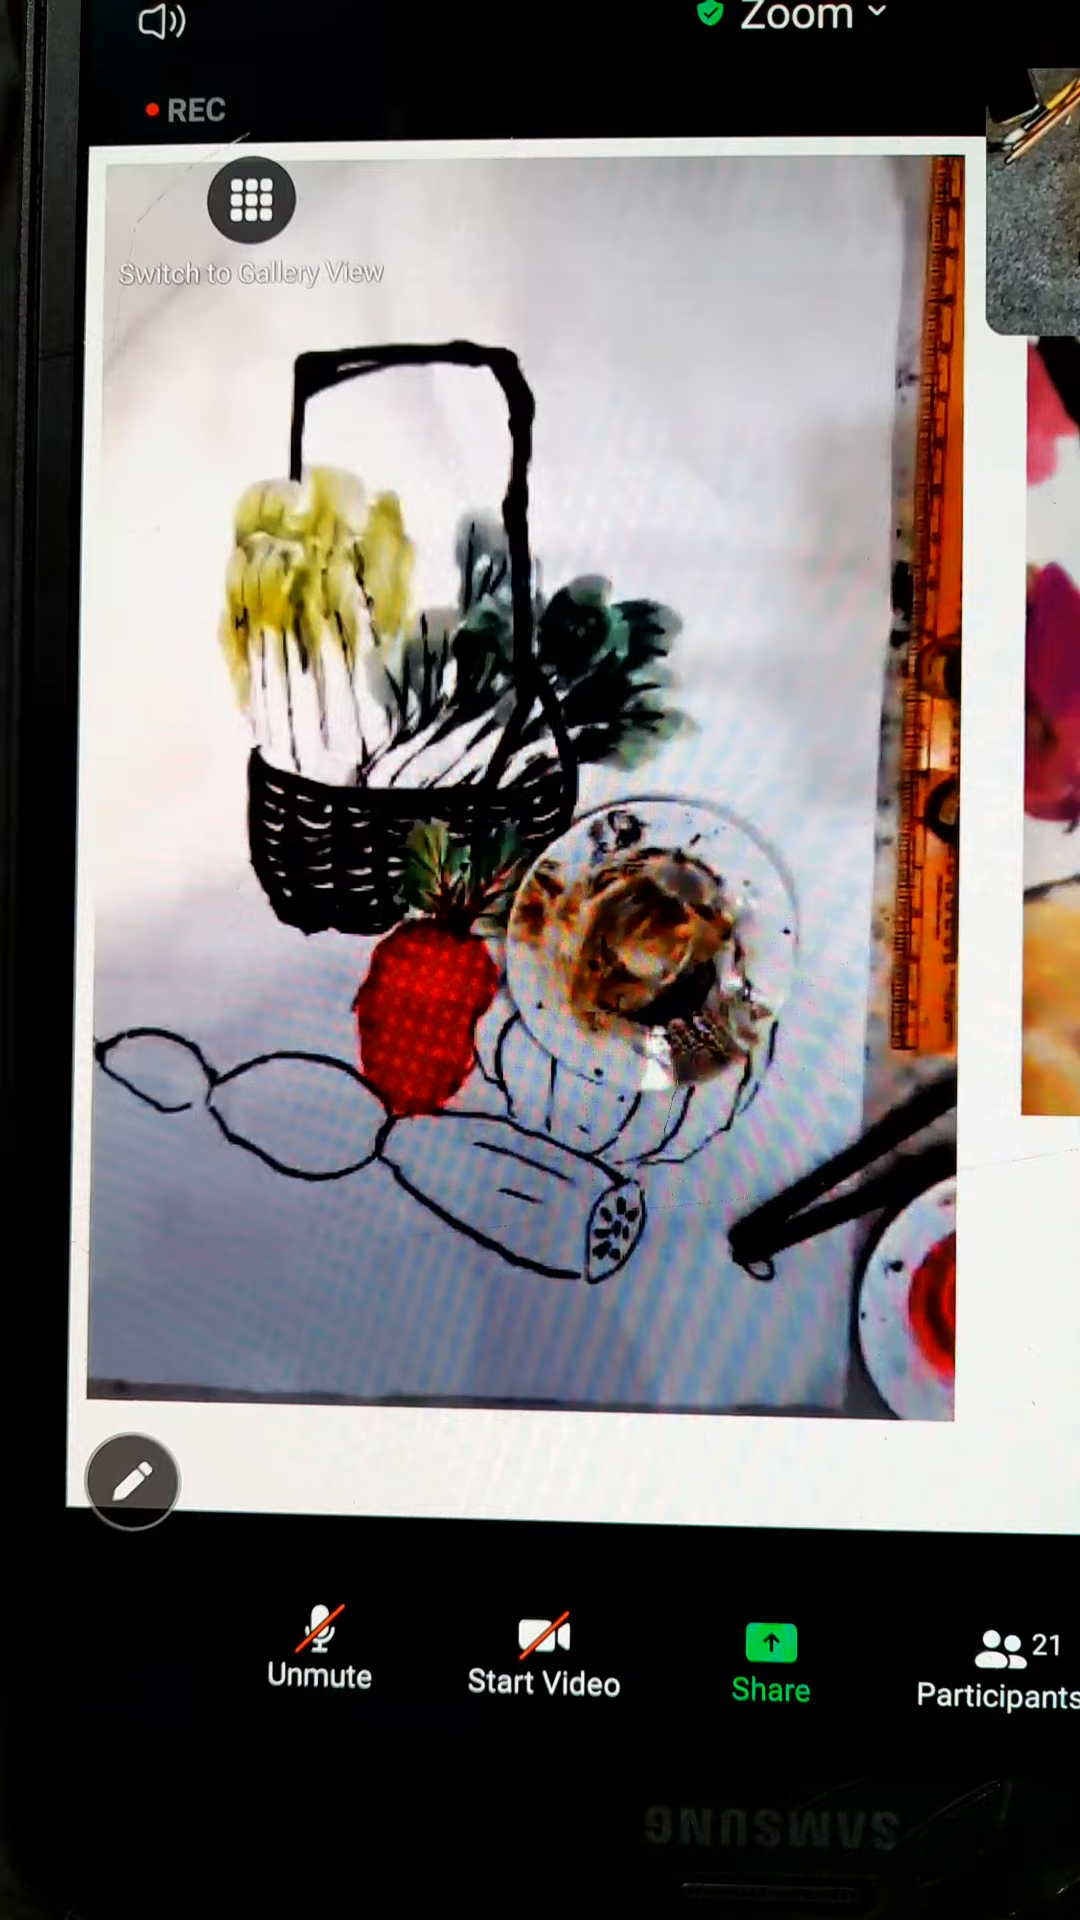 Zoom
REC
Switch to Gallery View
Unmute
Start Video
Share
21
Participants
SAMSUNG